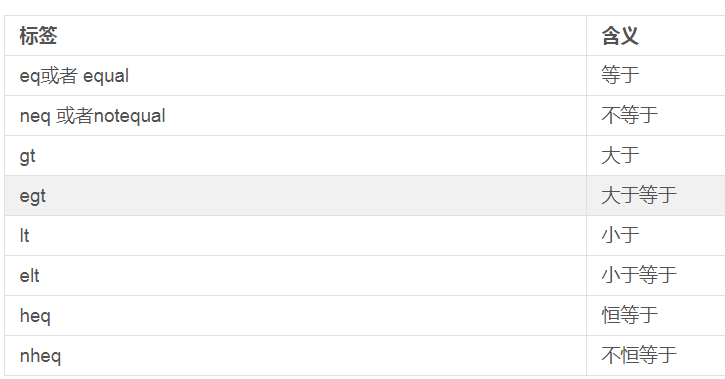 标签 含义
eq或者 equal 等于
neq 或者notequal 不等于
gt 大于
egt 大于等于
lt 小于
elt 小于等于
heq 恒等于
nheq 不恒等于